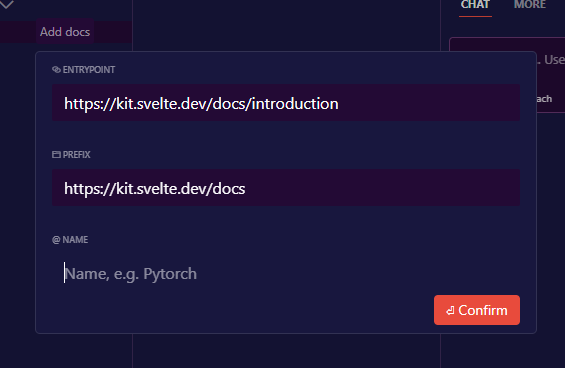 CHAT MORE
Add docs
. Use
ENTRYPOINT
https://kit.svelte.dev/docs/introduction
ach
PREFIX
https://kit.svelte.dev/docs
@ NAME
Name, e.g. Pytorch
⏎ Confirm